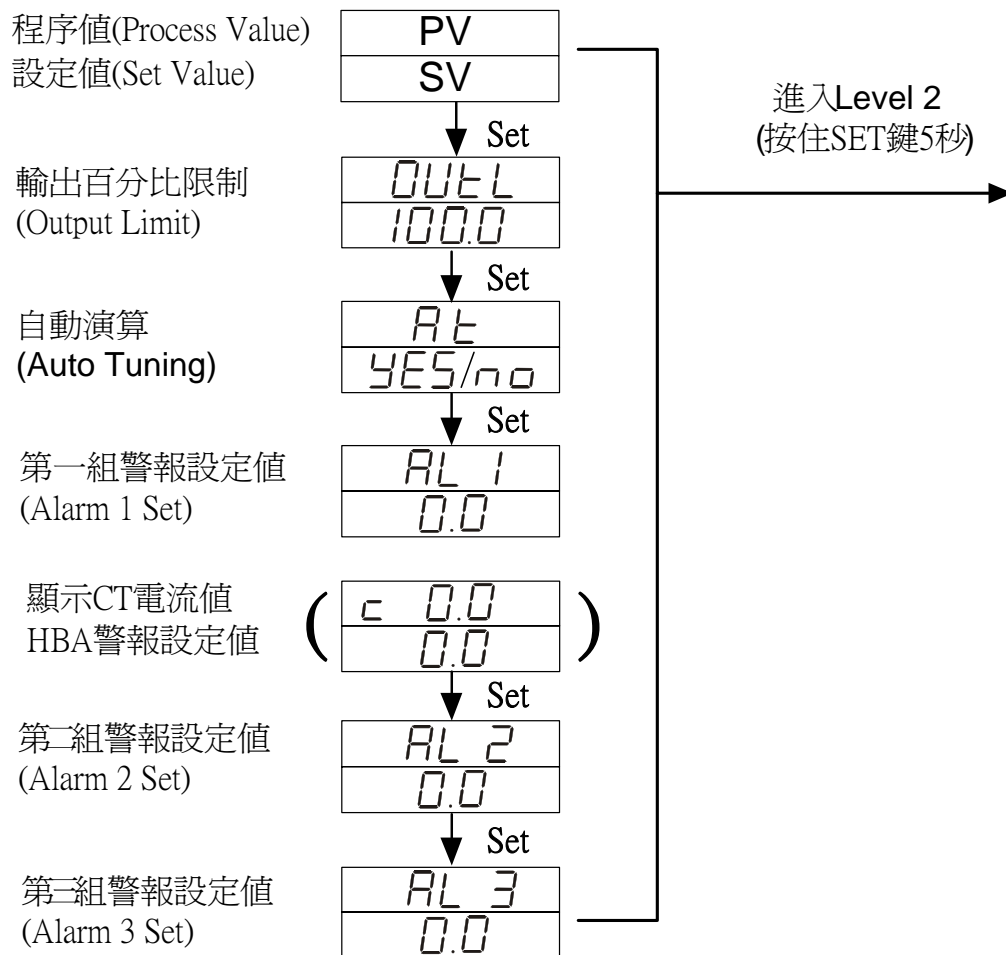 程序值(Process Value)
設定值(Set Value)
PV
SV
Set
進入Level 2
(按住SET鍵5秒)
輸出百分比限制
(Output Limit)
OUtL
100.0
Set
自動演算
(Auto Tuning)
At
YES/no
Set
第一組警報設定值
(Alarm 1 Set)
AL 1
0.0
顯示CT電流值
HBA警報設定值
( c 0.0 )
0.0
Set
第二組警報設定值
(Alarm 2 Set)
AL 2
0.0
Set
第三組警報設定值
(Alarm 3 Set)
AL 3
0.0